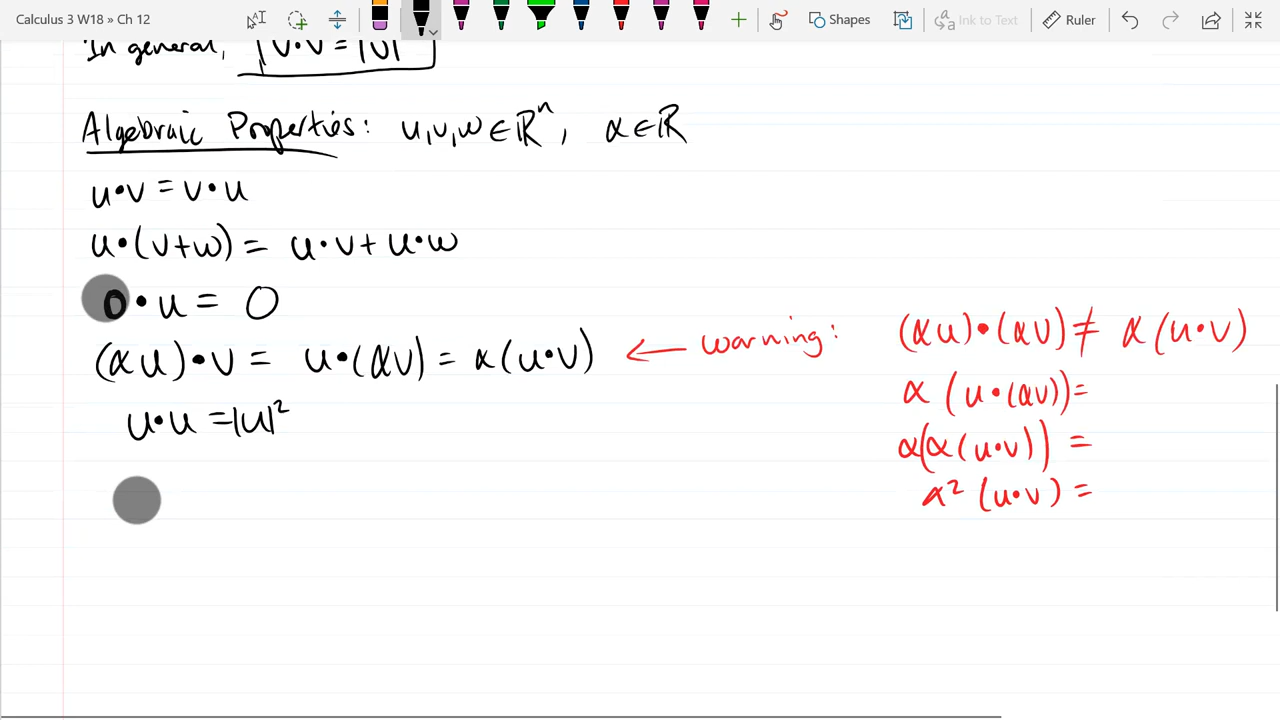 Calculus 3 W18 » Ch 12
Shapes
Link to Text
Ruler
In general, v•v = |v|
Algebraic Properties: u,v,w ∈ ℝⁿ, α ∈ ℝ
u•v = v•u
u•(v+w) = u•v + u•w
0•u = 0
(αu)•v = u•(αv) = α(u•v)
← warning: (αu)•(αv) ≠ α(u•v)
α(u•(αv)) =
α(α(u•v)) =
α²(u•v) =
u•u = |u|²